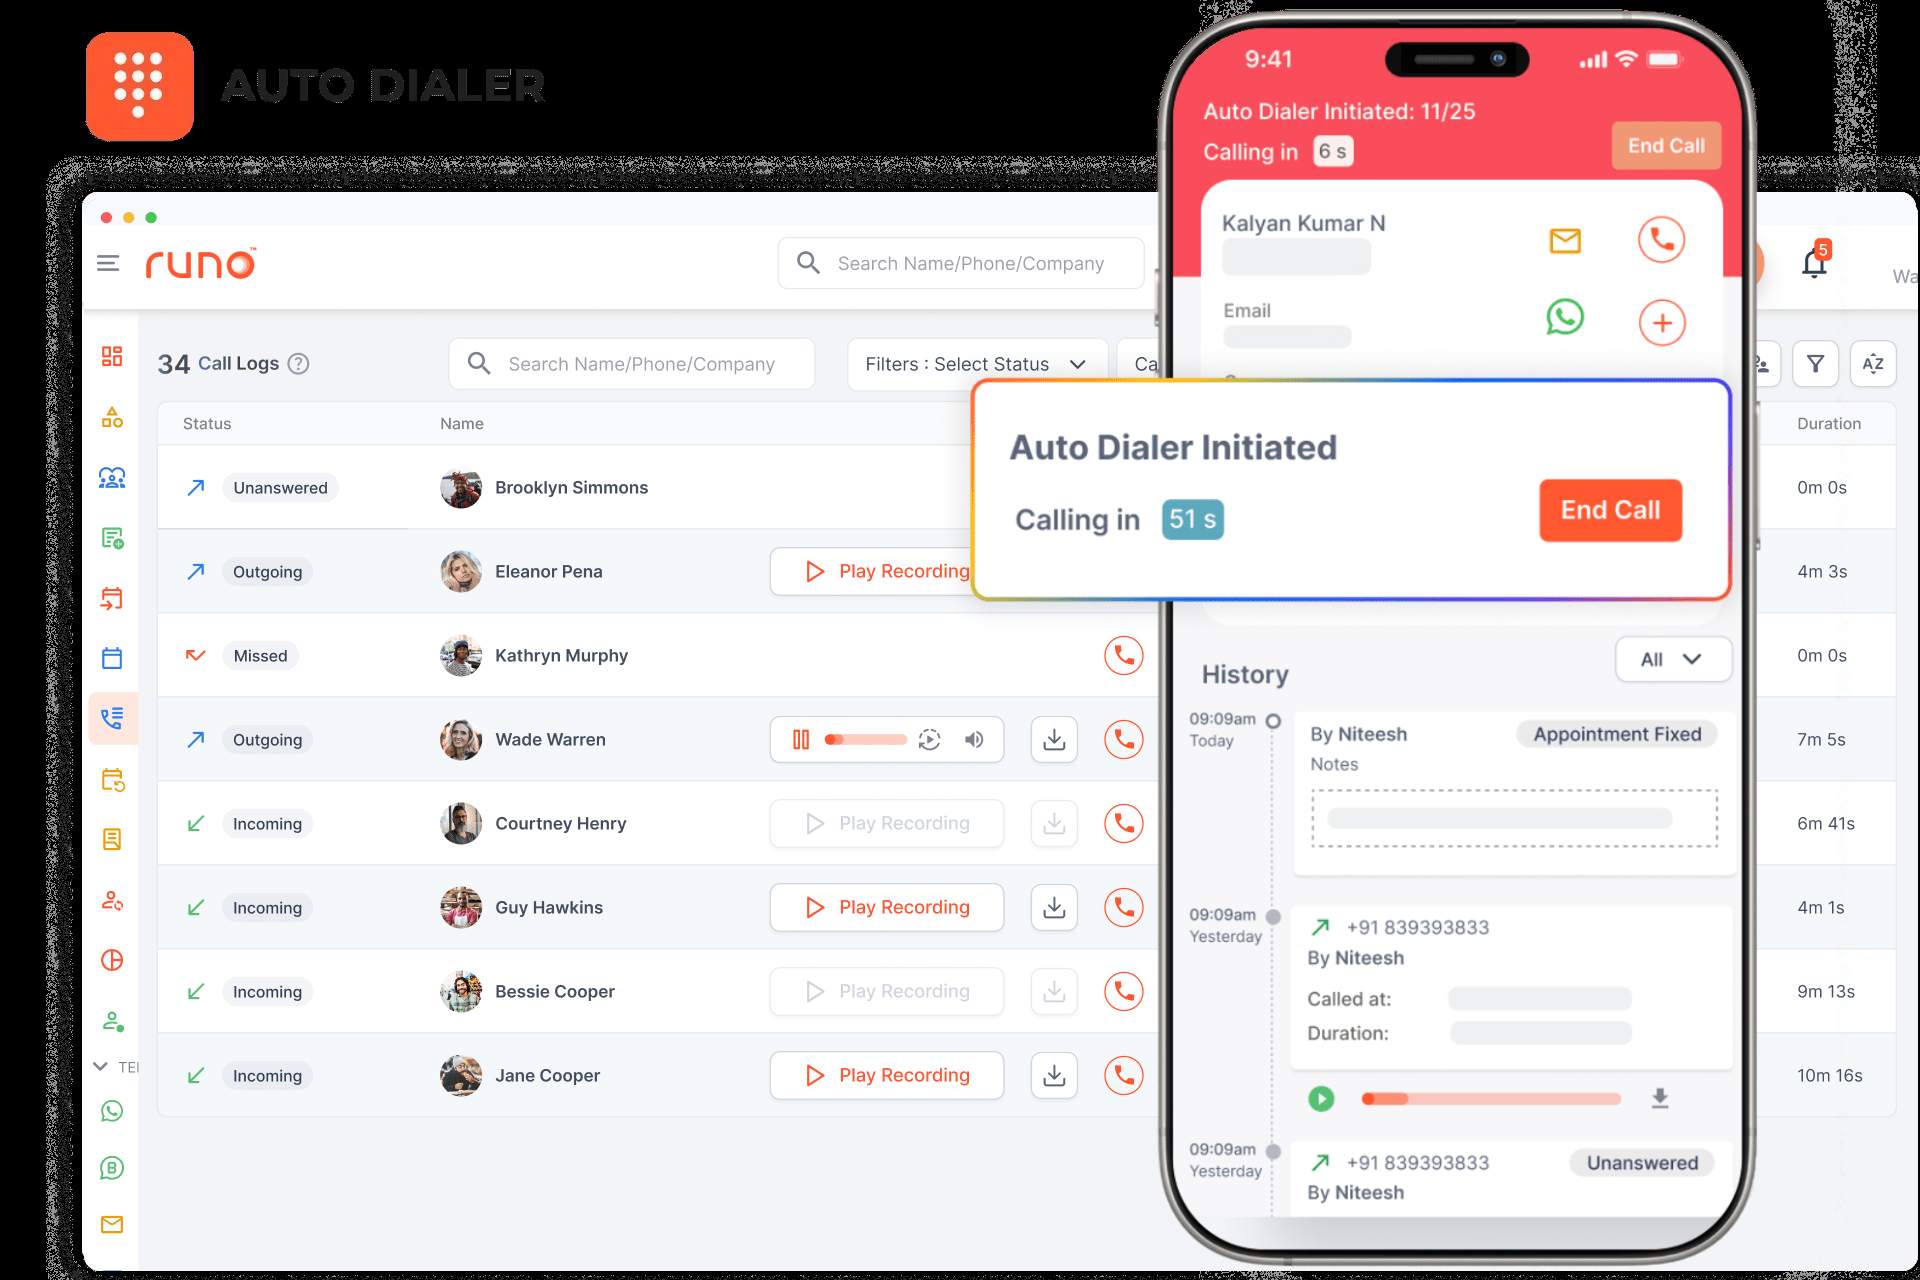 AUTO DIALER
runo™
Search Name/Phone/Company
5
Wa
34 Call Logs ?
Search Name/Phone/Company
Filters : Select Status
Ca
AZ
Status
Name
Duration
Unanswered
Brooklyn Simmons
0m 0s
Outgoing
Eleanor Pena
Play Recording
4m 3s
Missed
Kathryn Murphy
0m 0s
Outgoing
Wade Warren
7m 5s
Incoming
Courtney Henry
Play Recording
6m 41s
Incoming
Guy Hawkins
Play Recording
4m 1s
Incoming
Bessie Cooper
Play Recording
9m 13s
Incoming
Jane Cooper
Play Recording
10m 16s
B
9:41
Auto Dialer Initiated: 11/25
Calling in 6 s
End Call
Kalyan Kumar N
Email
Auto Dialer Initiated
Calling in 51 s
End Call
History
All
09:09am
Today
By Niteesh
Appointment Fixed
Notes
09:09am
Yesterday
+91 839393833
By Niteesh
Called at:
Duration:
09:09am
Yesterday
+91 839393833
Unanswered
By Niteesh